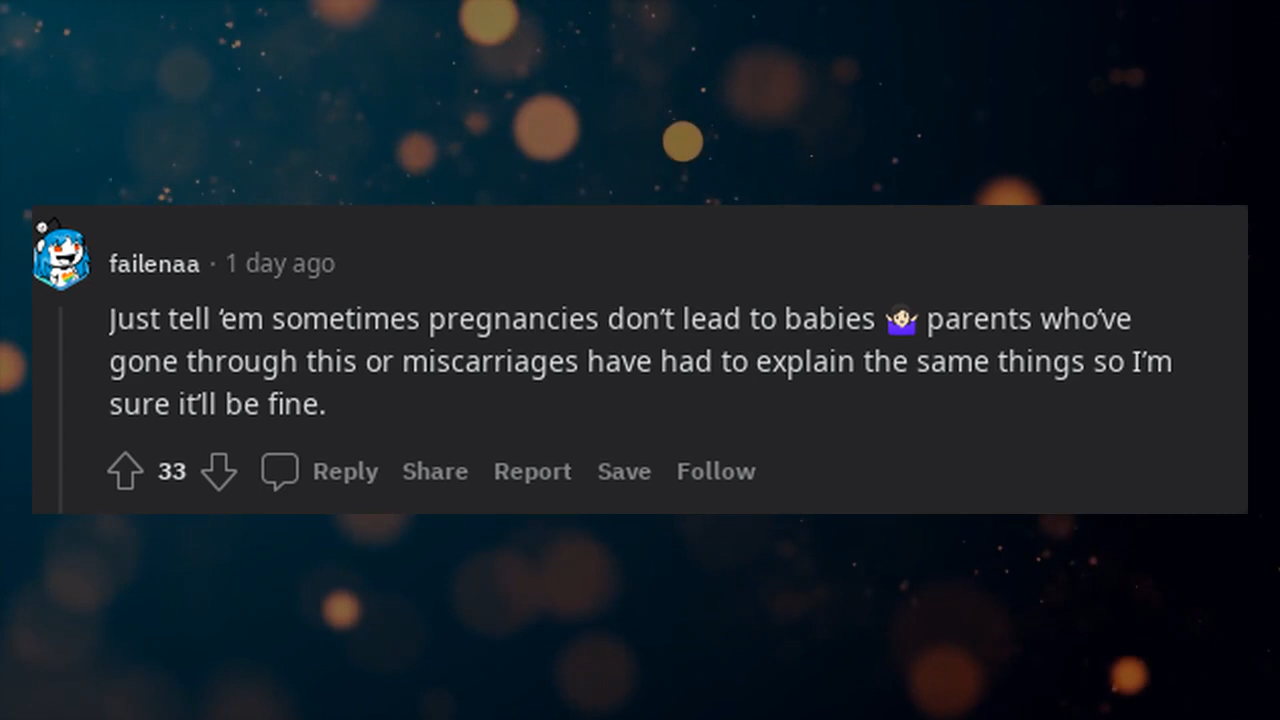 failenaa · 1 day ago
Just tell ‘em sometimes pregnancies don’t lead to babies 🤷🏻‍♀️ parents who’ve
gone through this or miscarriages have had to explain the same things so I’m
sure it’ll be fine.
33 Reply Share Report Save Follow